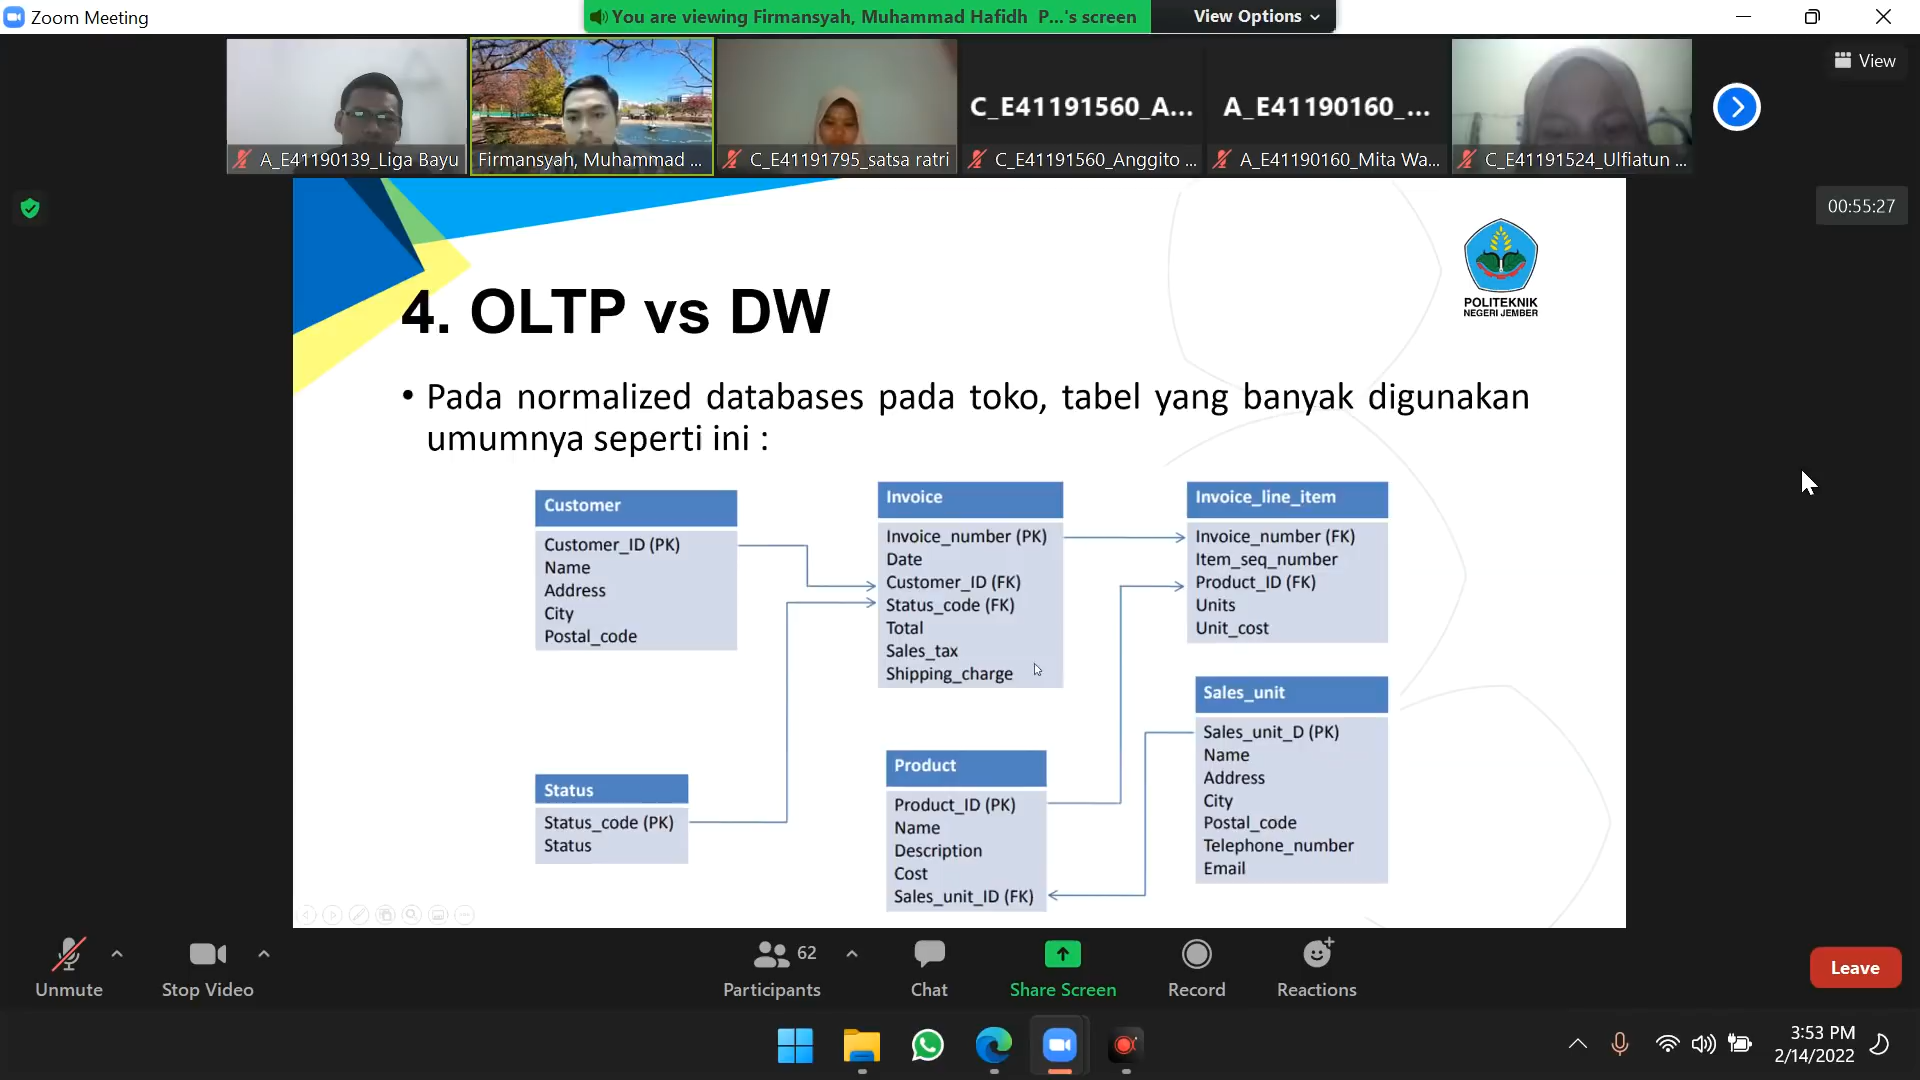 Zoom Meeting
You are viewing Firmansyah, Muhammad Hafidh P...'s screen
View Options
View
A_E41190139_Liga Bayu
Firmansyah, Muhammad ...
C_E41191795_satsa ratri
C_E41191560_A...
C_E41191560_Anggito ...
A_E41190160_...
A_E41190160_Mita Wa...
C_E41191524_Ulfiatun ...
00:55:27
POLITEKNIK
NEGERI JEMBER
4. OLTP vs DW
• Pada normalized databases pada toko, tabel yang banyak digunakan
umumnya seperti ini :
Customer
Customer_ID (PK)
Name
Address
City
Postal_code
Invoice
Invoice_number (PK)
Date
Customer_ID (FK)
Status_code (FK)
Total
Sales_tax
Shipping_charge
Invoice_line_item
Invoice_number (FK)
Item_seq_number
Product_ID (FK)
Units
Unit_cost
Status
Status_code (PK)
Status
Product
Product_ID (PK)
Name
Description
Cost
Sales_unit_ID (FK)
Sales_unit
Sales_unit_D (PK)
Name
Address
City
Postal_code
Telephone_number
Email
Unmute
Stop Video
62
Participants
Chat
Share Screen
Record
Reactions
Leave
3:53 PM
2/14/2022